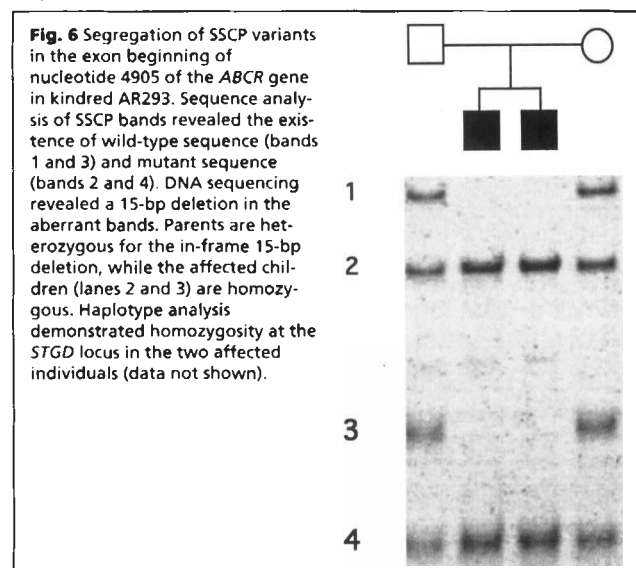 Fig. 6 Segregation of SSCP variants
in the exon beginning of
nucleotide 4905 of the ABCR gene
in kindred AR293. Sequence analy-
sis of SSCP bands revealed the exis-
tence of wild-type sequence (bands
1 and 3) and mutant sequence
(bands 2 and 4). DNA sequencing
revealed a 15-bp deletion in the
aberrant bands. Parents are het-
erozygous for the in-frame 15-bp
deletion, while the affected chil-
dren (lanes 2 and 3) are homozy-
gous. Haplotype analysis
demonstrated homozygosity at the
STGD locus in the two affected
individuals (data not shown).
1
2
3
4